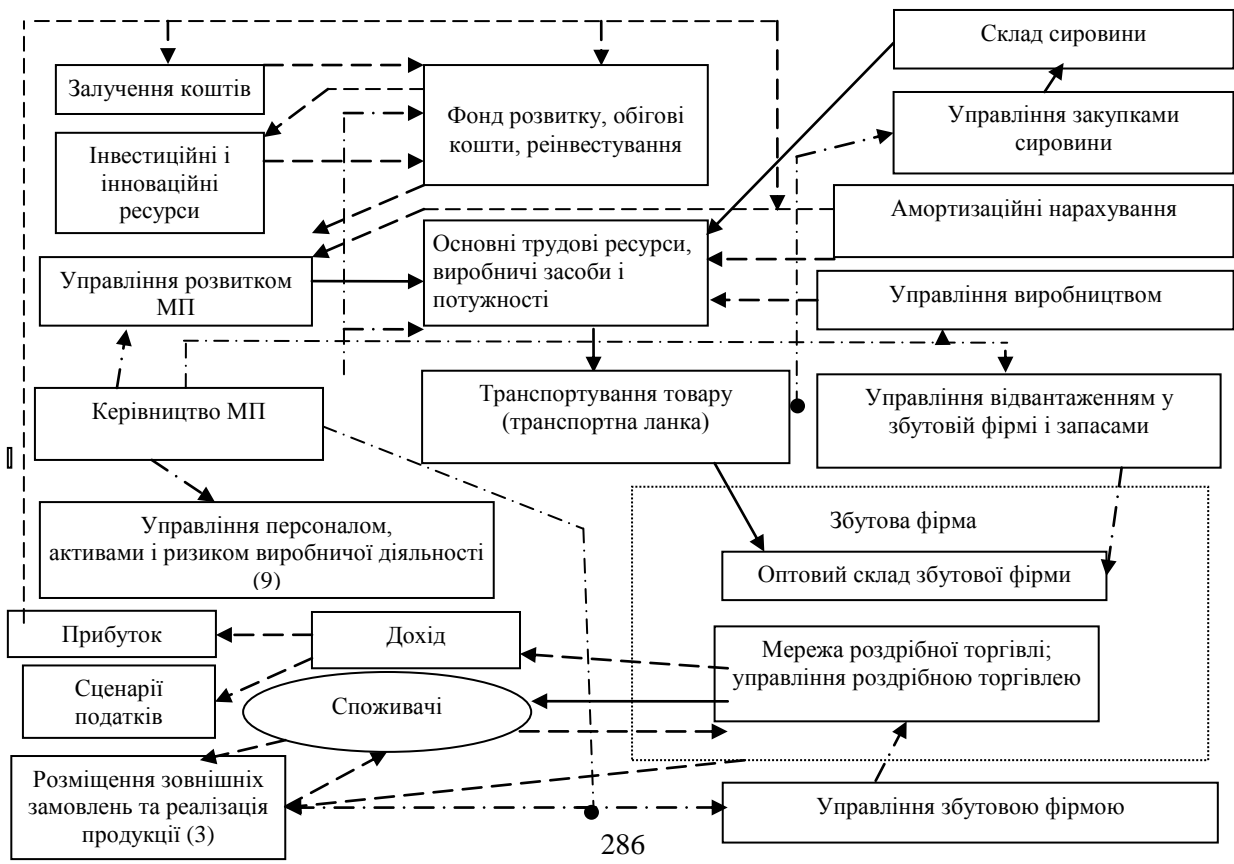 Склад сировини
Залучення коштів
Фонд розвитку, обігові
кошти, реінвестування
Управління закупками
сировини
Інвестиційні і
інноваційні
ресурси
Амортизаційні нарахування
Основні трудові ресурси,
виробничі засоби і
потужності
Управління розвитком
МП
Управління виробництвом
Керівництво МП
Транспортування товару
(транспортна ланка)
Управління відвантаженням у
збутовій фірмі і запасами
Управління персоналом,
активами і ризиком виробничої діяльності
(9)
Збутова фірма
Оптовий склад збутової фірми
Прибуток
Дохід
Мережа роздрібної торгівлі;
управління роздрібною торгівлею
Сценарії
податків
Споживачі
Розміщення зовнішніх
замовлень та реалізація
продукції (3)
Управління збутовою фірмою
286